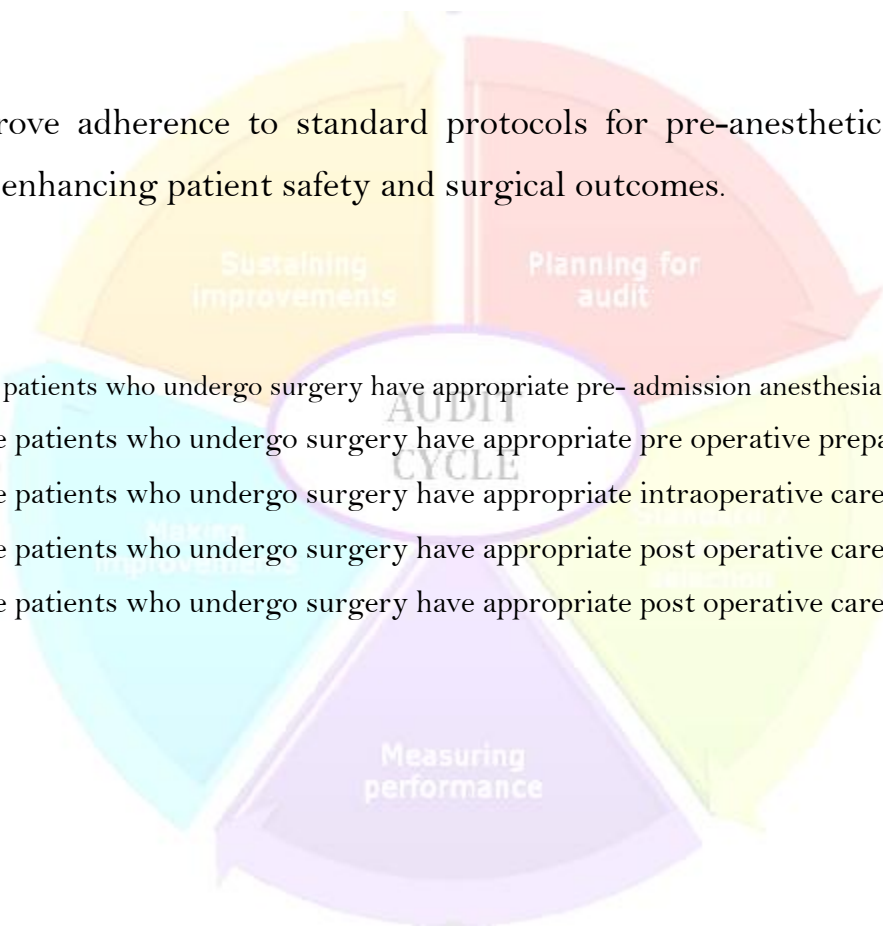 rove adherence to standard protocols for pre-anesthetic
enhancing patient safety and surgical outcomes.
Sustaining
improvements
Planning for
audit
patients who undergo surgery have appropriate pre- admission anesthesia
AUDIT
e patients who undergo surgery have appropriate pre operative prepa
CYCLE
e patients who undergo surgery have appropriate intraoperative care
e patients who undergo surgery have appropriate post operative care
Making
improvements
e patients who undergo surgery have appropriate post operative care
Measuring
performance